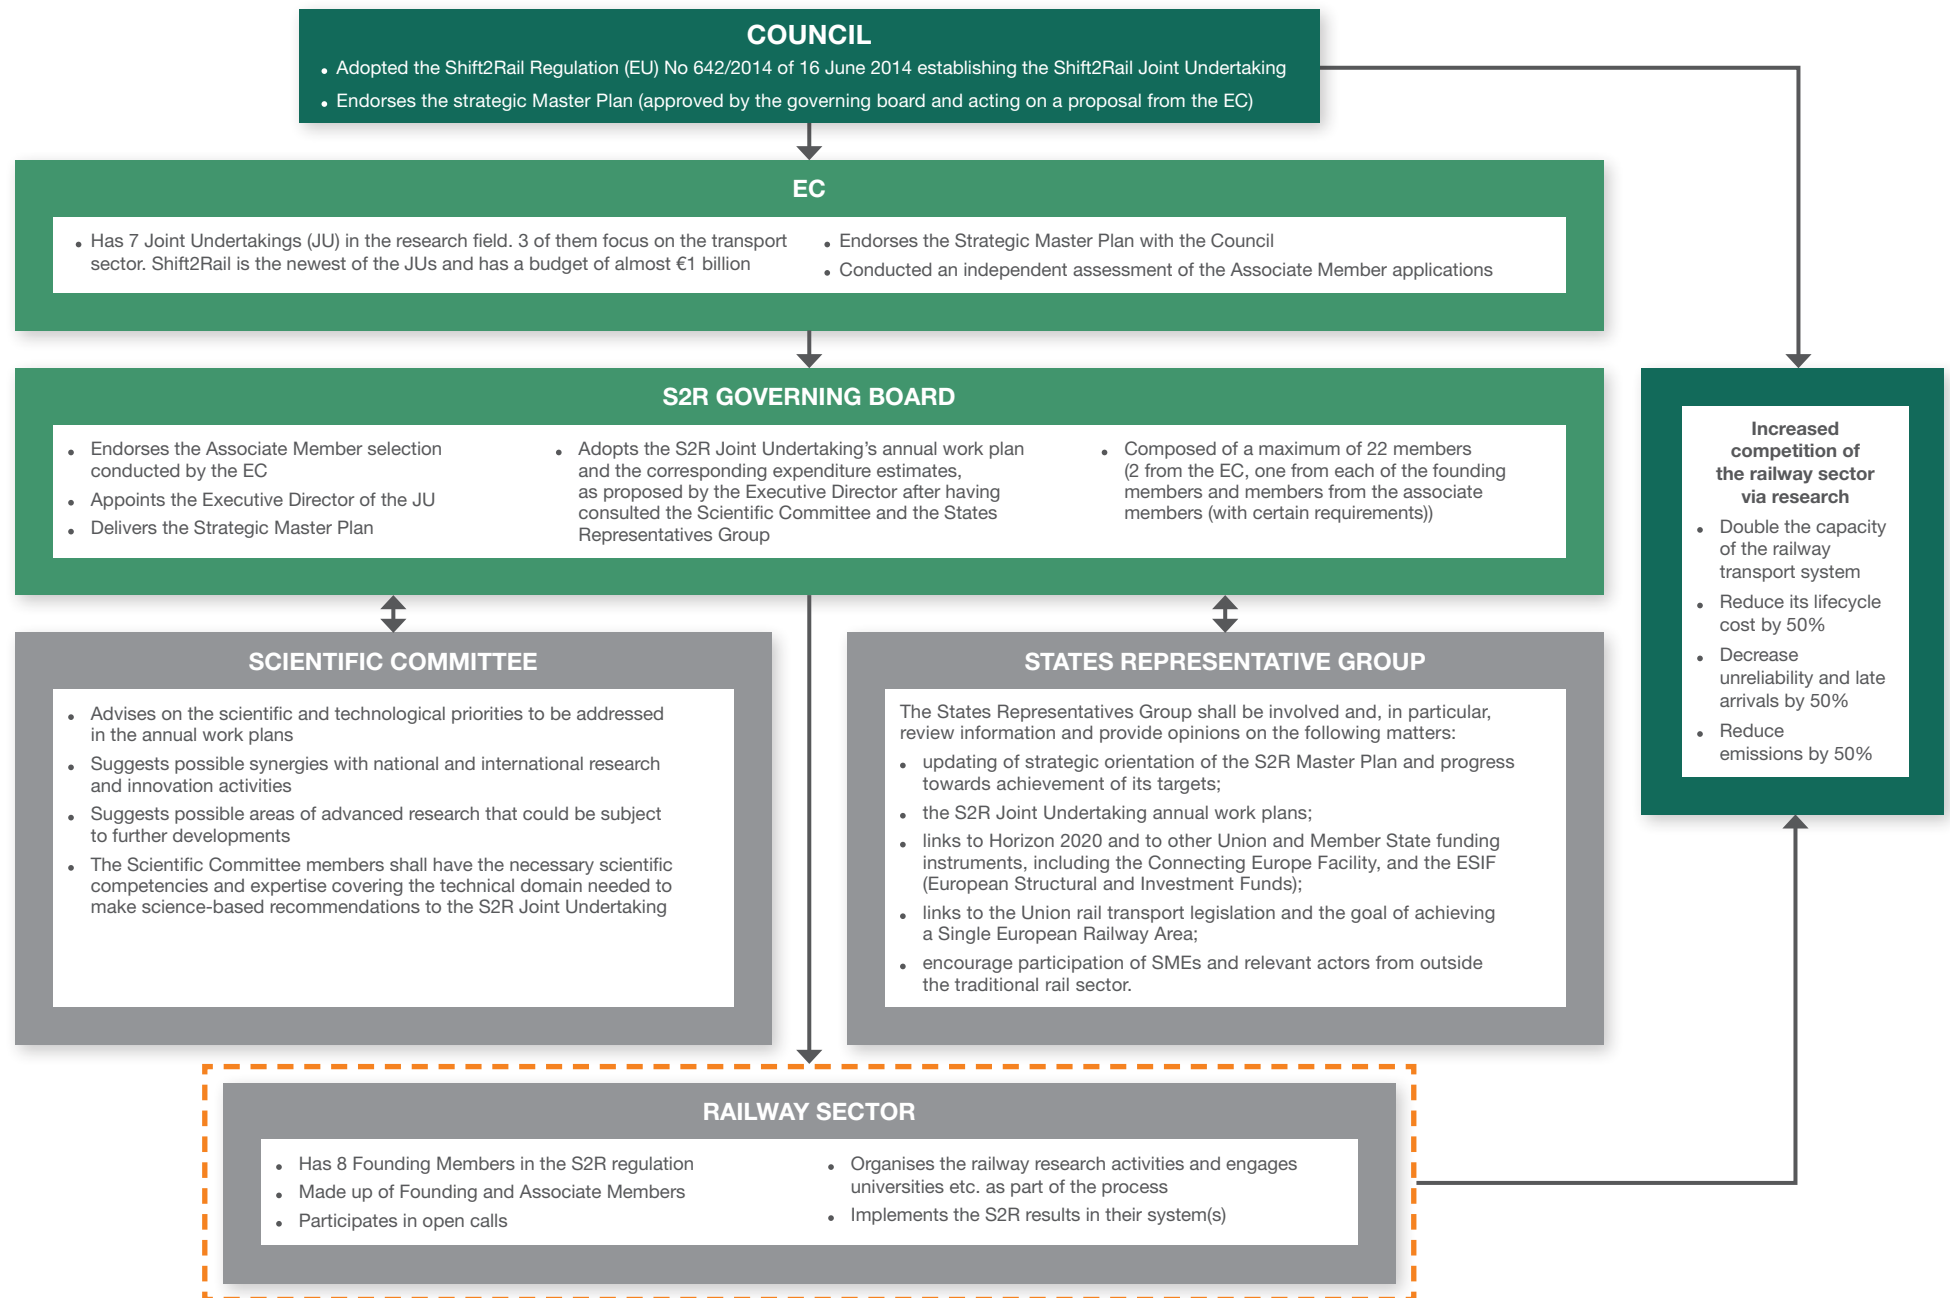 COUNCIL
• Adopted the Shift2Rail Regulation (EU) No 642/2014 of 16 June 2014 establishing the Shift2Rail Joint Undertaking
• Endorses the strategic Master Plan (approved by the governing board and acting on a proposal from the EC)
EC
• Has 7 Joint Undertakings (JU) in the research field. 3 of them focus on the transport
sector. Shift2Rail is the newest of the JUs and has a budget of almost €1 billion
• Endorses the Strategic Master Plan with the Council
• Conducted an independent assessment of the Associate Member applications
S2R GOVERNING BOARD
• Endorses the Associate Member selection
conducted by the EC
• Appoints the Executive Director of the JU
• Delivers the Strategic Master Plan
• Adopts the S2R Joint Undertaking's annual work plan
and the corresponding expenditure estimates,
as proposed by the Executive Director after having
consulted the Scientific Committee and the States
Representatives Group
• Composed of a maximum of 22 members
(2 from the EC, one from each of the founding
members and members from the associate
members (with certain requirements))
Increased
competition of
the railway sector
via research
• Double the capacity
of the railway
transport system
• Reduce its lifecycle
cost by 50%
• Decrease
unreliability and late
arrivals by 50%
• Reduce
emissions by 50%
SCIENTIFIC COMMITTEE
• Advises on the scientific and technological priorities to be addressed
in the annual work plans
• Suggests possible synergies with national and international research
and innovation activities
• Suggests possible areas of advanced research that could be subject
to further developments
• The Scientific Committee members shall have the necessary scientific
competencies and expertise covering the technical domain needed to
make science-based recommendations to the S2R Joint Undertaking
STATES REPRESENTATIVE GROUP
The States Representatives Group shall be involved and, in particular,
review information and provide opinions on the following matters:
• updating of strategic orientation of the S2R Master Plan and progress
towards achievement of its targets;
• the S2R Joint Undertaking annual work plans;
• links to Horizon 2020 and to other Union and Member State funding
instruments, including the Connecting Europe Facility, and the ESIF
(European Structural and Investment Funds);
• links to the Union rail transport legislation and the goal of achieving
a Single European Railway Area;
• encourage participation of SMEs and relevant actors from outside
the traditional rail sector.
RAILWAY SECTOR
• Has 8 Founding Members in the S2R regulation
• Made up of Founding and Associate Members
• Participates in open calls
• Organises the railway research activities and engages
universities etc. as part of the process
• Implements the S2R results in their system(s)